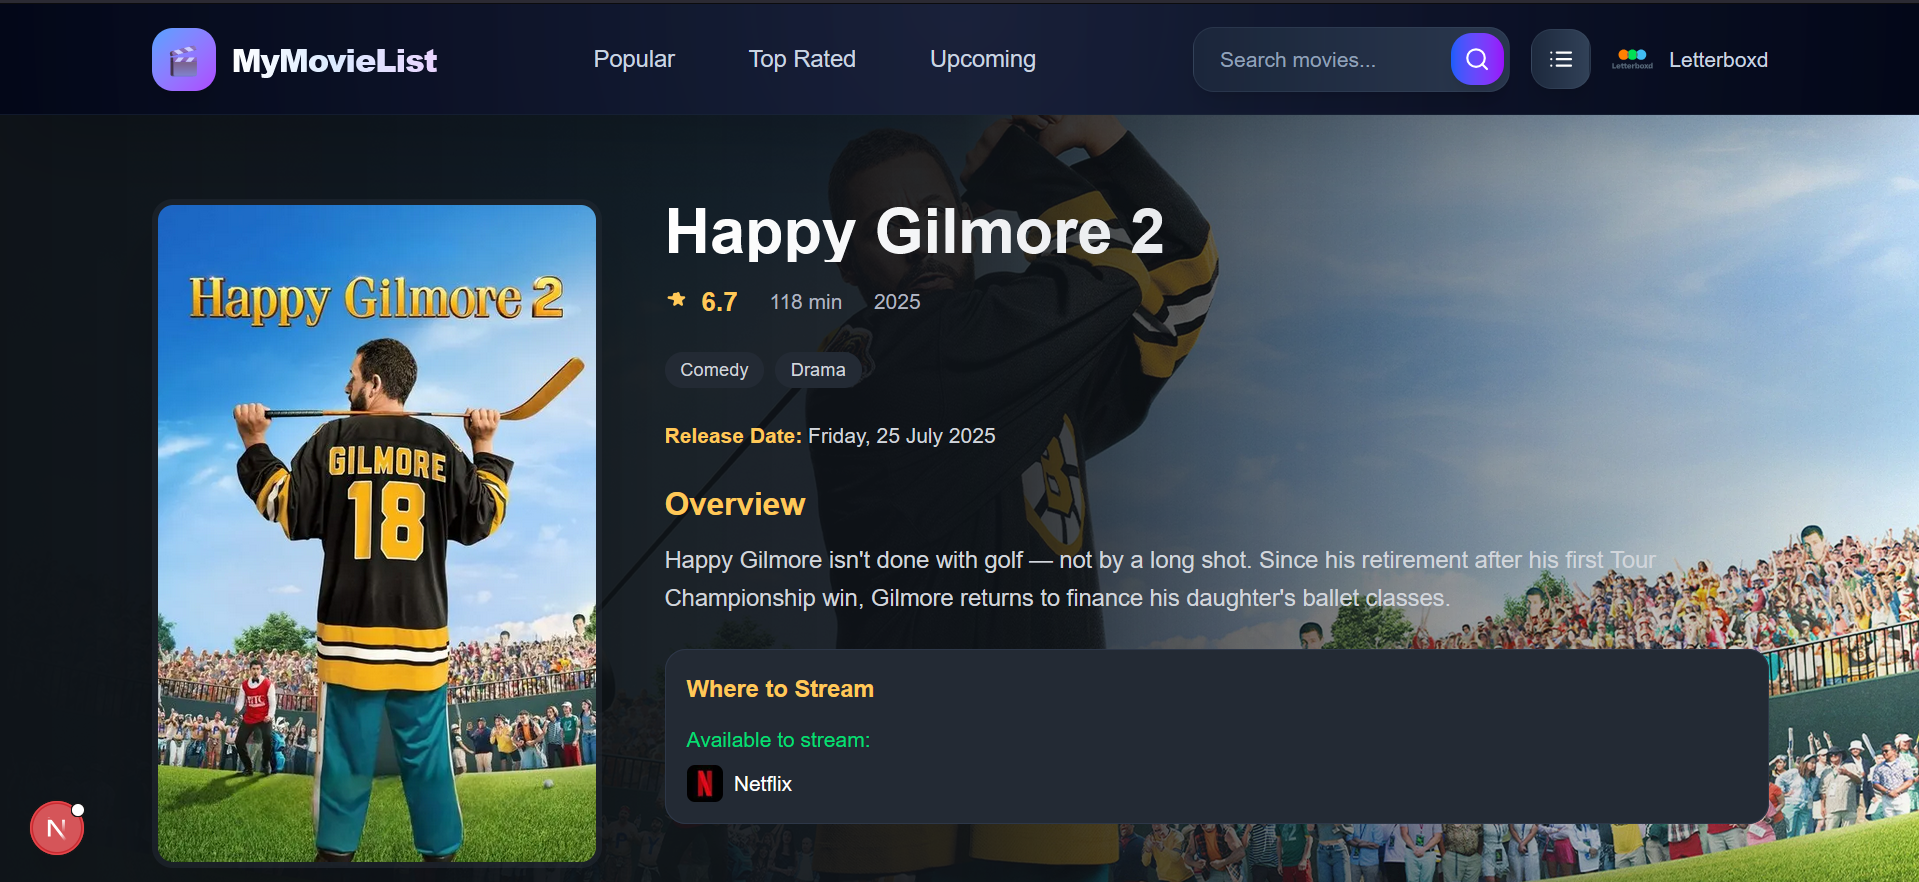 MyMovieList
Popular
Top Rated
Upcoming
Search movies...
Letterboxd
Letterboxd
Happy Gilmore 2
GILMORE
18
Happy Gilmore 2
6.7
118 min
2025
Comedy
Drama
Release Date: Friday, 25 July 2025
Overview
Happy Gilmore isn't done with golf — not by a long shot. Since his retirement after his first Tour
Championship win, Gilmore returns to finance his daughter's ballet classes.
Where to Stream
Available to stream:
N
Netflix
N